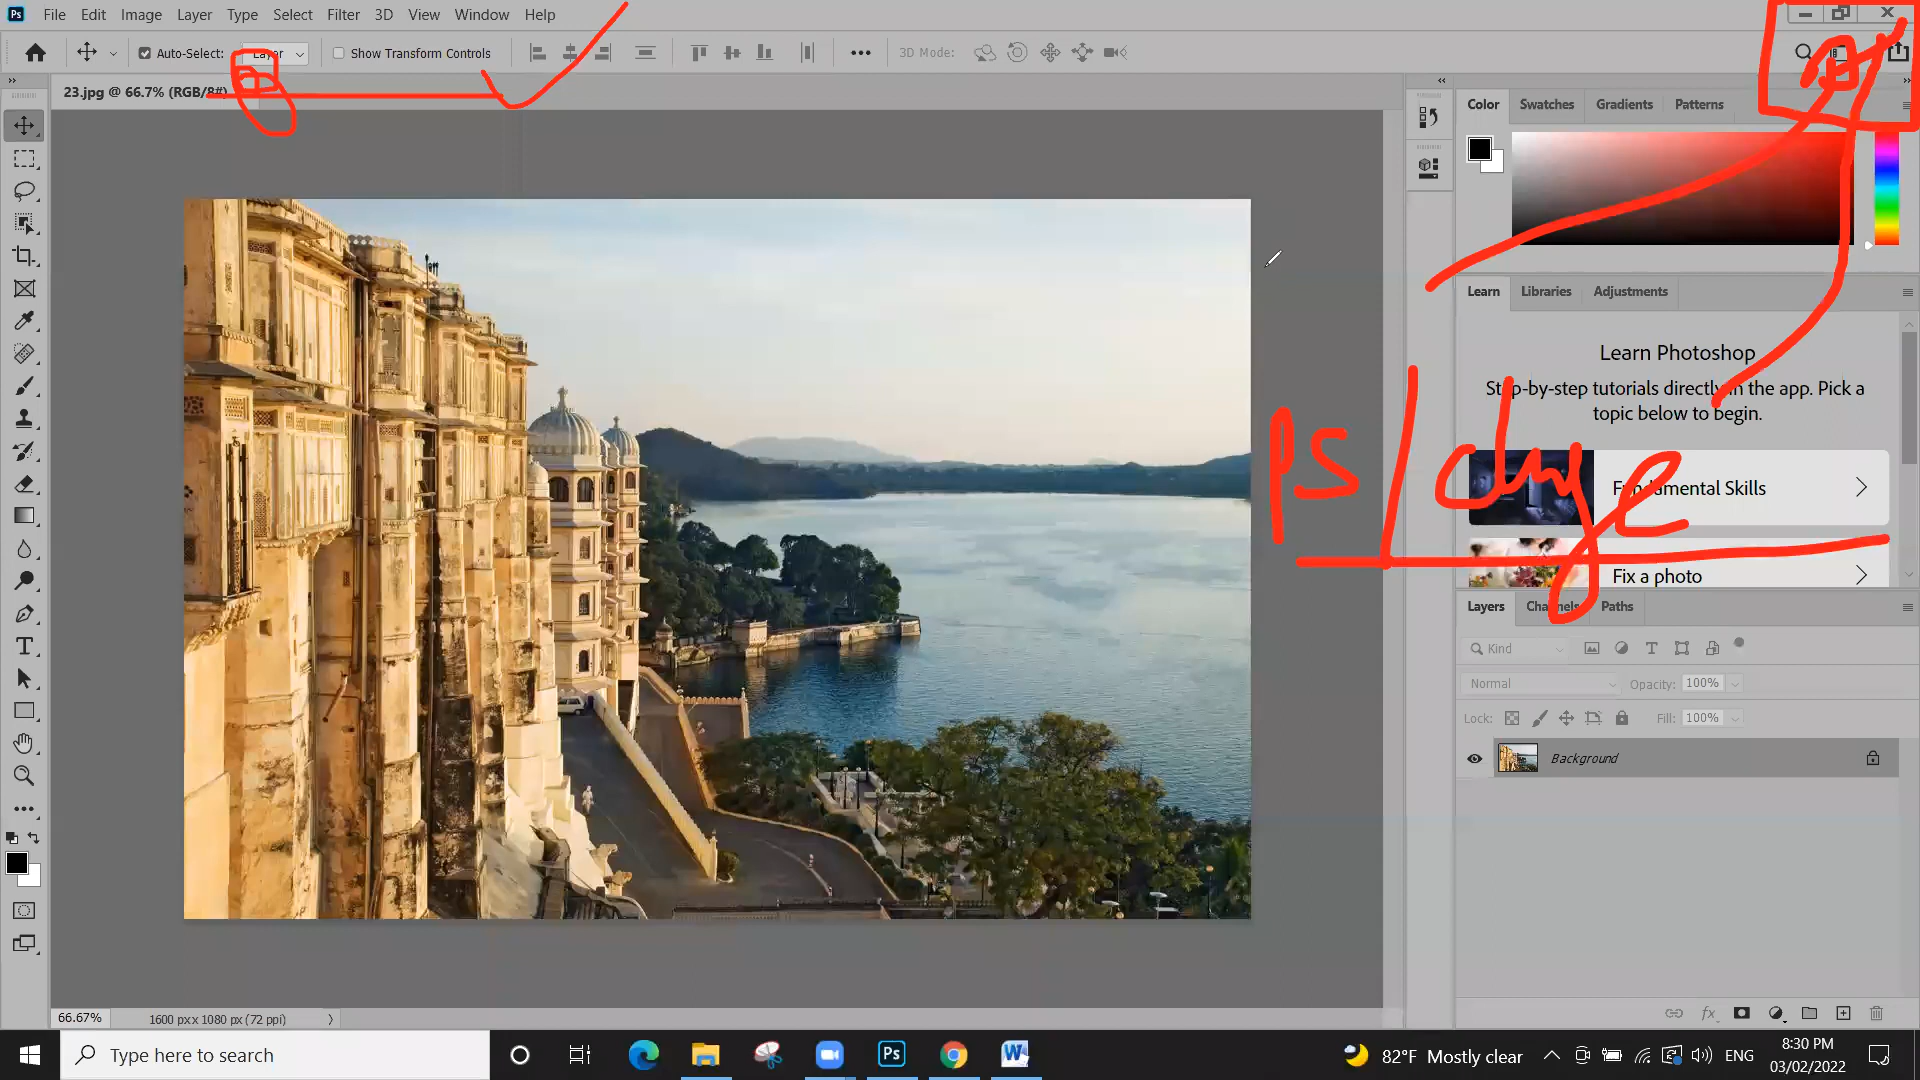 Ps File Edit Image Layer Type Select Filter 3D View Window Help
Auto-Select: Layer Show Transform Controls 3D Mode:
23.jpg @ 66.7% (RGB/8#)
Color Swatches Gradients Patterns
Learn Libraries Adjustments
Learn Photoshop
Step-by-step tutorials directly in the app. Pick a
topic below to begin.
ps
Fundamental Skills
Fix a photo
Layers Channels Paths
Kind
Normal Opacity: 100%
Lock: Fill: 100%
Background
fx
66.67% 1600 px x 1080 px (72 ppi)
Type here to search
Ps
W
82°F Mostly clear
ENG
8:30 PM
03/02/2022